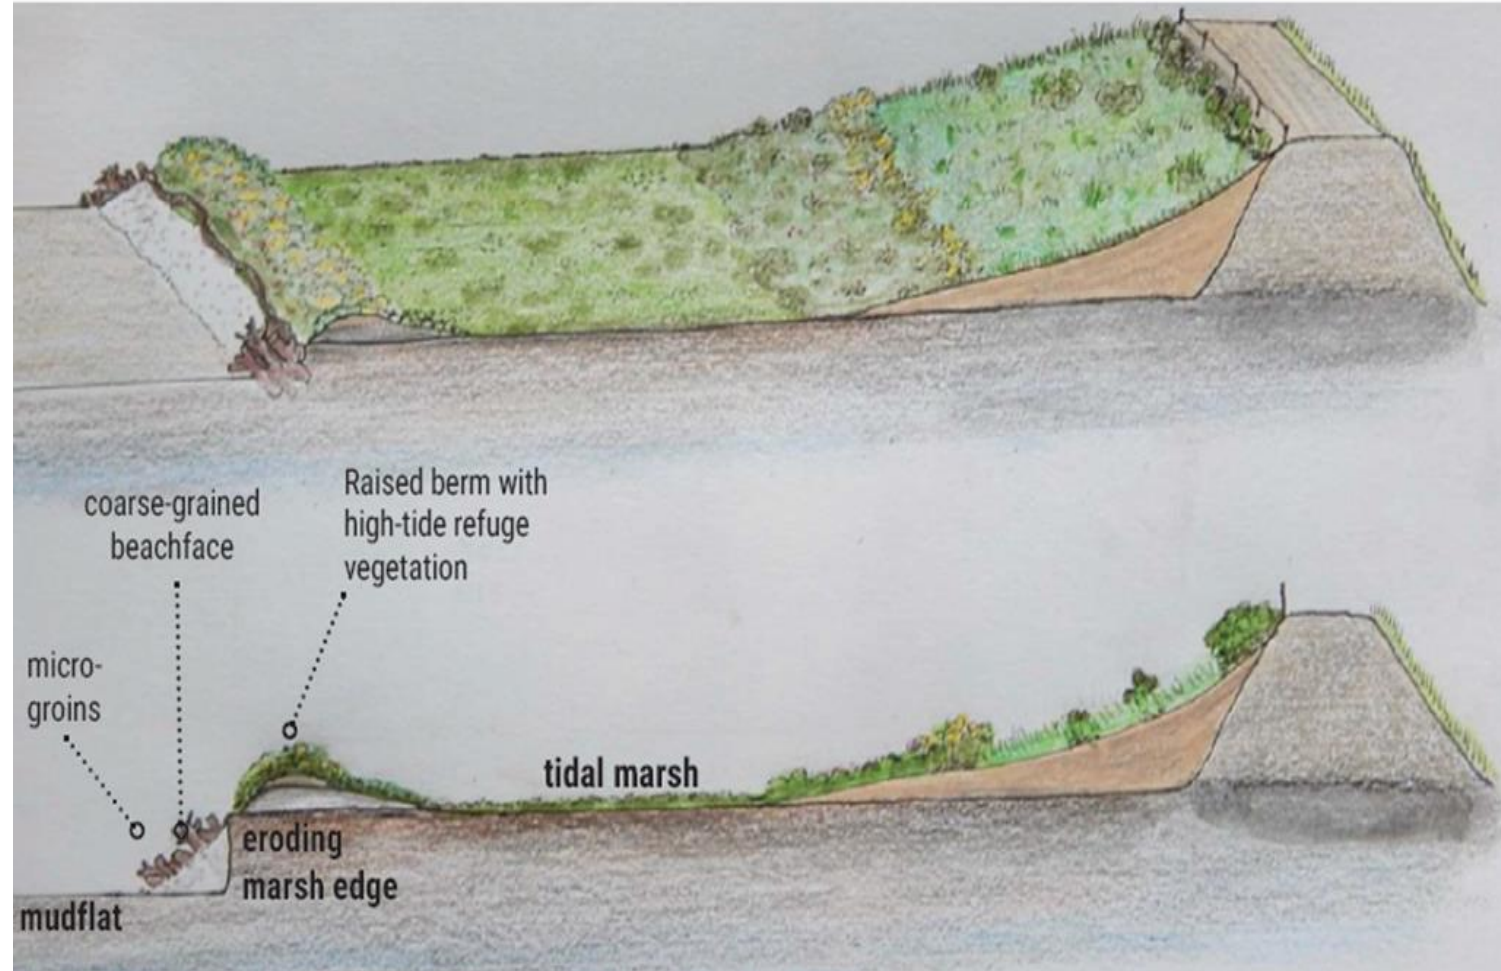 coarse-grained
beachface
Raised berm with
high-tide refuge
vegetation
micro-
groins
tidal marsh
eroding
marsh edge
mudflat